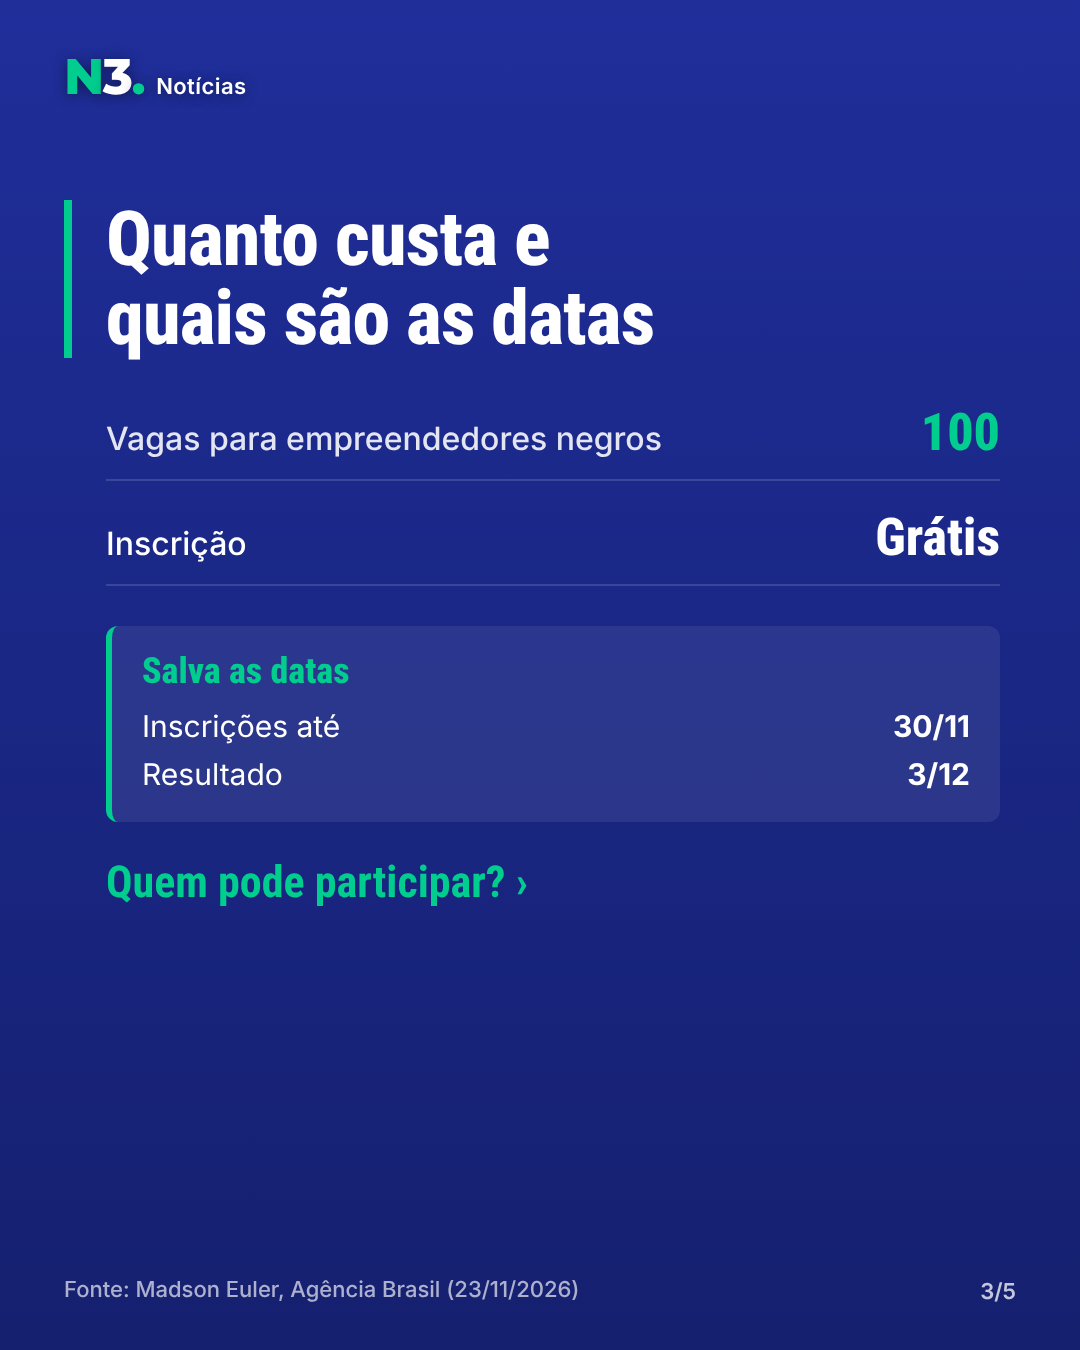 N3. Notícias
Quanto custa e
quais são as datas
Vagas para empreendedores negros 100
Inscrição Grátis
Salva as datas
Inscrições até 30/11
Resultado 3/12
Quem pode participar? ›
Fonte: Madson Euler, Agência Brasil (23/11/2026) 3/5